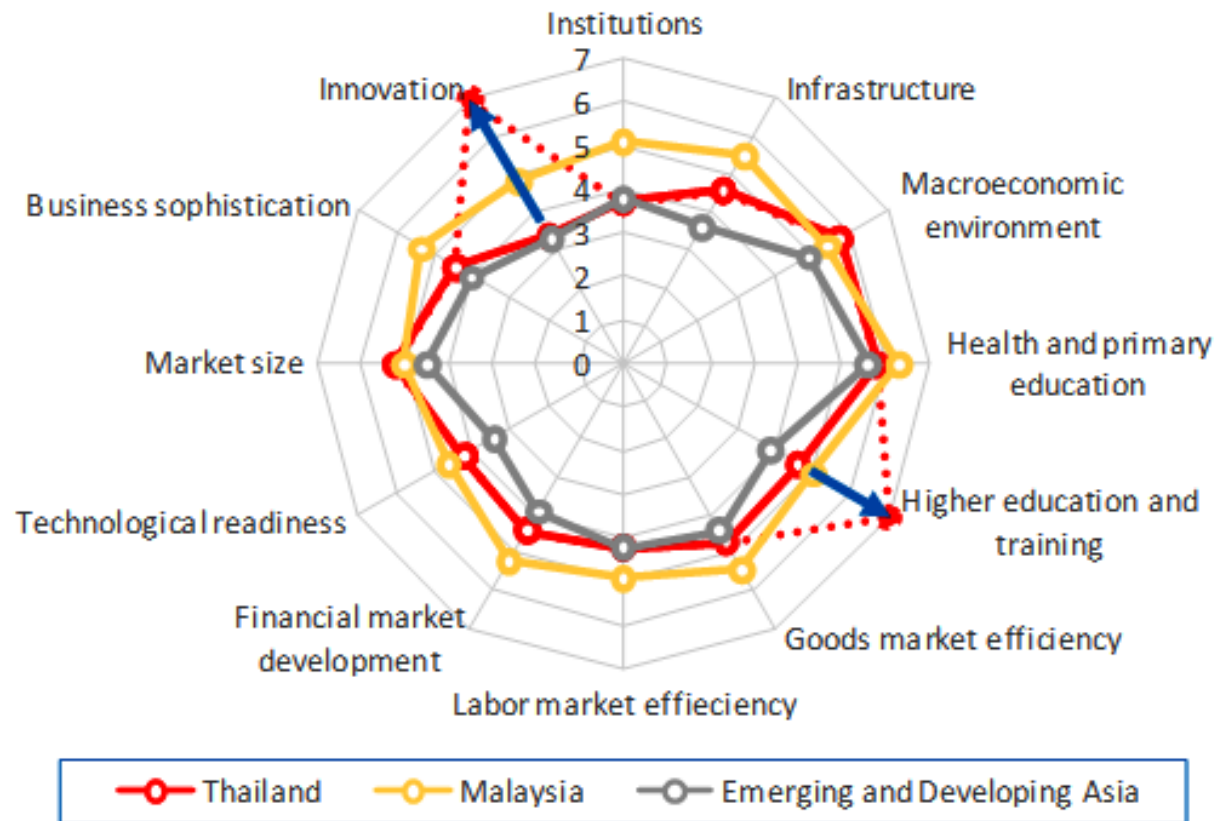 Institutions
Innovation
Infrastructure
7
6
5
4
3
2
1
0
Business sophistication
Macroeconomic
environment
Market size
Health and primary
education
Technological readiness
Higher education and
training
Financial market
development
Goods market efficiency
Labor market effieciency
Thailand
Malaysia
Emerging and Developing Asia